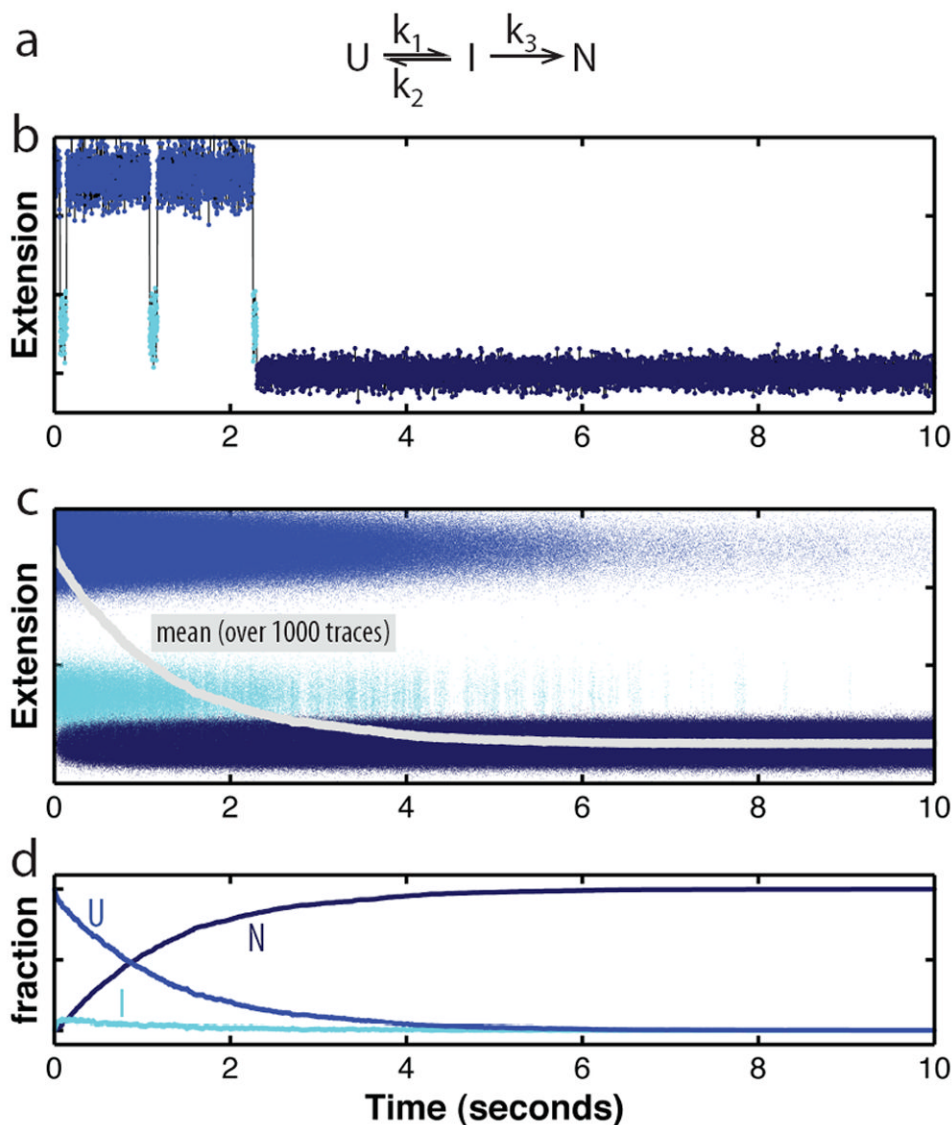 a
U k₁ k₂ I k₃ N
b
Extension
0 2 4 6 8 10
c
mean (over 1000 traces)
Extension
0 2 4 6 8 10
d
U
N
I
fraction
0 2 4 6 8 10
Time (seconds)